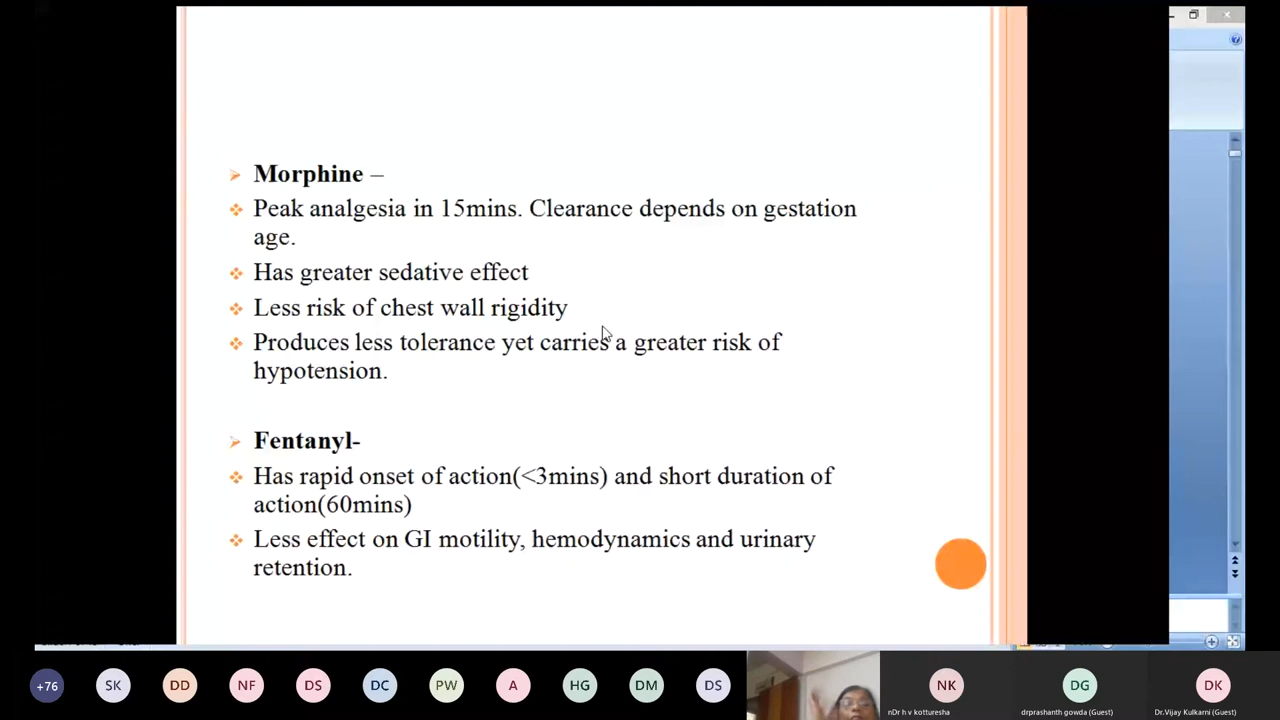 Morphine –
Peak analgesia in 15mins. Clearance depends on gestation
age.
Has greater sedative effect
Less risk of chest wall rigidity
Produces less tolerance yet carries a greater risk of
hypotension.
Fentanyl-
Has rapid onset of action(<3mins) and short duration of
action(60mins)
Less effect on GI motility, hemodynamics and urinary
retention.
+76
SK
DD
NF
DS
DC
PW
A
HG
DM
DS
NK
DG
DK
nDr h v kotturesha
drprashanth gowda (Guest)
Dr.Vijay Kulkarni (Guest)